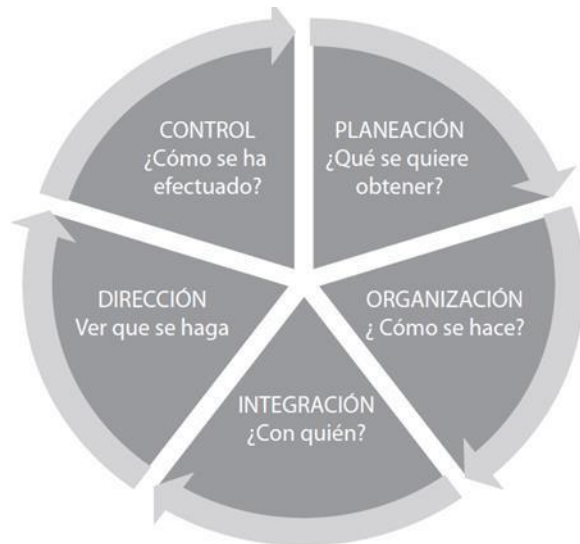 CONTROL
¿Cómo se ha
efectuado?
PLANEACIÓN
¿Qué se quiere
obtener?
ORGANIZACIÓN
¿ Cómo se hace?
INTEGRACIÓN
¿Con quién?
DIRECCIÓN
Ver que se haga